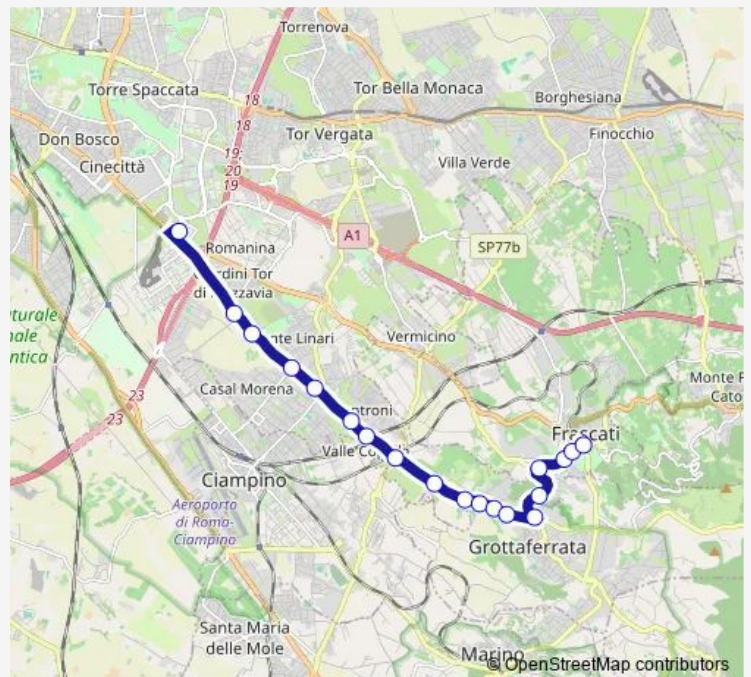 Torrenova
Torre Spaccata
18
Tor Bella Monaca
Borghesiana
18
Don Bosco
Tor Vergata
Finocchio
Cinecittà
19;
20
19
Villa Verde
A1
SP77b
Romanina
di
Vermicino
Casal Morena
23
23
Monte
Ciampino
Frascati
Aeroporto
di Roma-
Ciampino
Grottaferrata
Santa Maria
delle Mole
Marino
© OpenStreetMap contributors